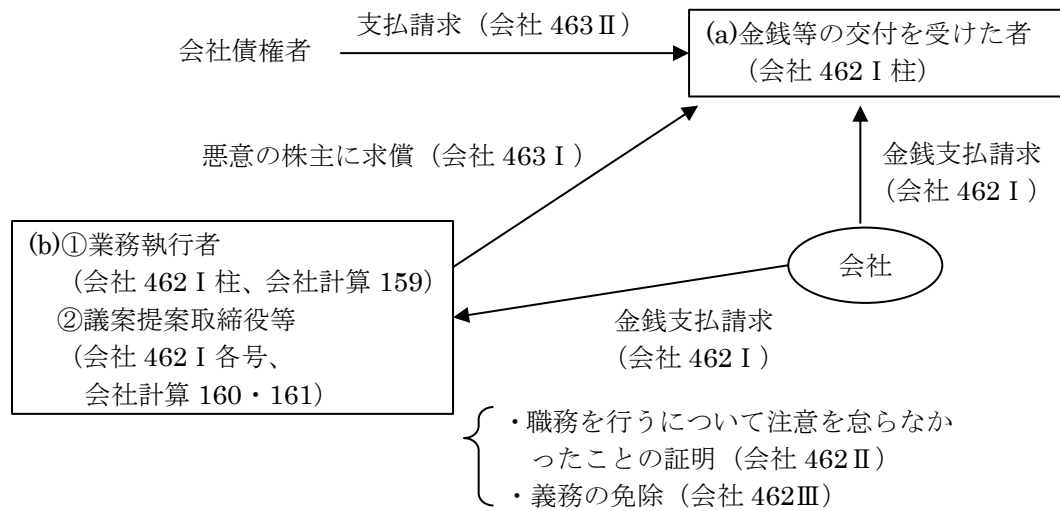 支払請求（会社 463Ⅱ）
会社債権者
(a)金銭等の交付を受けた者
（会社 462Ⅰ柱）
悪意の株主に求償（会社 463Ⅰ）
金銭支払請求
（会社 462Ⅰ）
(b)①業務執行者
（会社 462Ⅰ柱、会社計算 159）
②議案提案取締役等
（会社 462Ⅰ各号、
会社計算 160・161）
会社
金銭支払請求
（会社 462Ⅰ）
・職務を行うについて注意を怠らなか
ったことの証明（会社 462Ⅱ）
・義務の免除（会社 462Ⅲ）